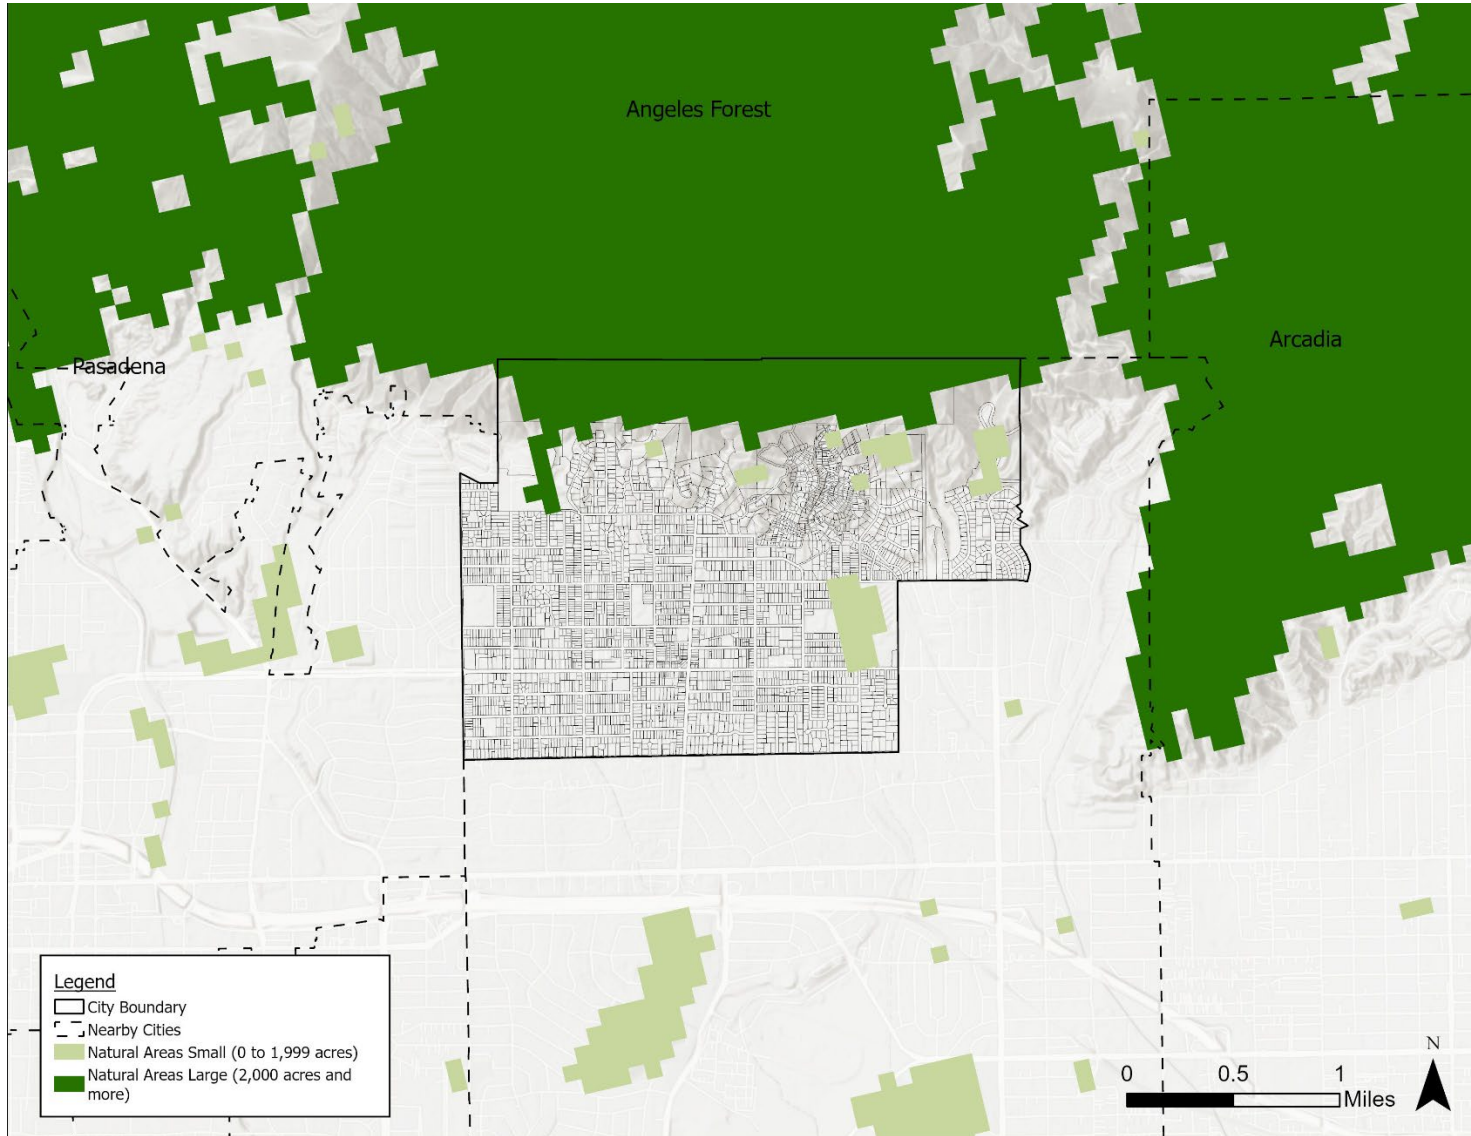 Angeles Forest
Arcadia
Pasadena
Legend
City Boundary
Nearby Cities
Natural Areas Small (0 to 1,999 acres)
Natural Areas Large (2,000 acres and
more)
N
0 0.5 1
Miles